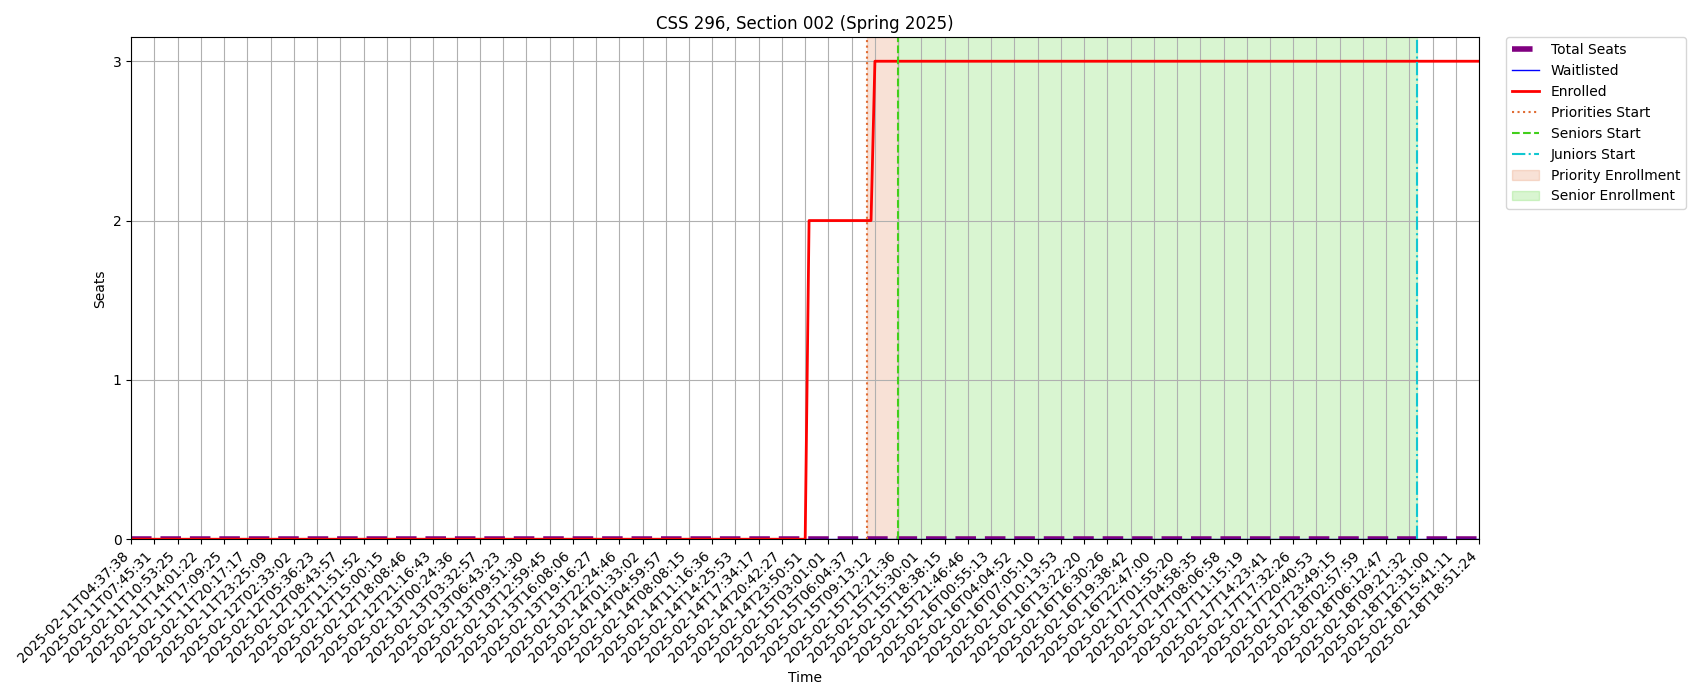 CSS 296, Section 002 (Spring 2025)
3
2
1
0
Seats
Total Seats
Waitlisted
Enrolled
Priorities Start
Seniors Start
Juniors Start
Priority Enrollment
Senior Enrollment
2025-02-11T04:37:38
2025-02-11T07:45:31
2025-02-11T10:53:25
2025-02-11T14:01:22
2025-02-11T17:09:25
2025-02-11T20:17:17
2025-02-11T23:25:09
2025-02-12T02:33:02
2025-02-12T05:36:23
2025-02-12T08:43:57
2025-02-12T11:51:52
2025-02-12T15:00:15
2025-02-12T18:08:46
2025-02-12T21:16:43
2025-02-13T00:24:36
2025-02-13T03:32:57
2025-02-13T06:43:23
2025-02-13T09:51:30
2025-02-13T12:59:45
2025-02-13T16:08:06
2025-02-13T19:16:27
2025-02-13T22:24:46
2025-02-14T01:33:02
2025-02-14T04:59:57
2025-02-14T08:08:15
2025-02-14T11:16:36
2025-02-14T14:25:53
2025-02-14T17:34:17
2025-02-14T20:42:27
2025-02-14T23:50:51
2025-02-15T03:01:01
2025-02-15T06:04:37
2025-02-15T09:13:12
2025-02-15T12:21:36
2025-02-15T15:30:01
2025-02-15T18:38:15
2025-02-15T21:46:46
2025-02-16T00:55:13
2025-02-16T04:04:52
2025-02-16T07:05:10
2025-02-16T10:13:53
2025-02-16T13:22:20
2025-02-16T16:30:26
2025-02-16T19:38:42
2025-02-16T22:47:00
2025-02-17T01:55:20
2025-02-17T04:58:35
2025-02-17T08:06:58
2025-02-17T11:15:19
2025-02-17T14:23:41
2025-02-17T17:32:26
2025-02-17T20:40:53
2025-02-17T23:49:15
2025-02-18T02:57:59
2025-02-18T06:12:47
2025-02-18T09:21:32
2025-02-18T12:31:00
2025-02-18T15:41:11
2025-02-18T18:51:24
Time